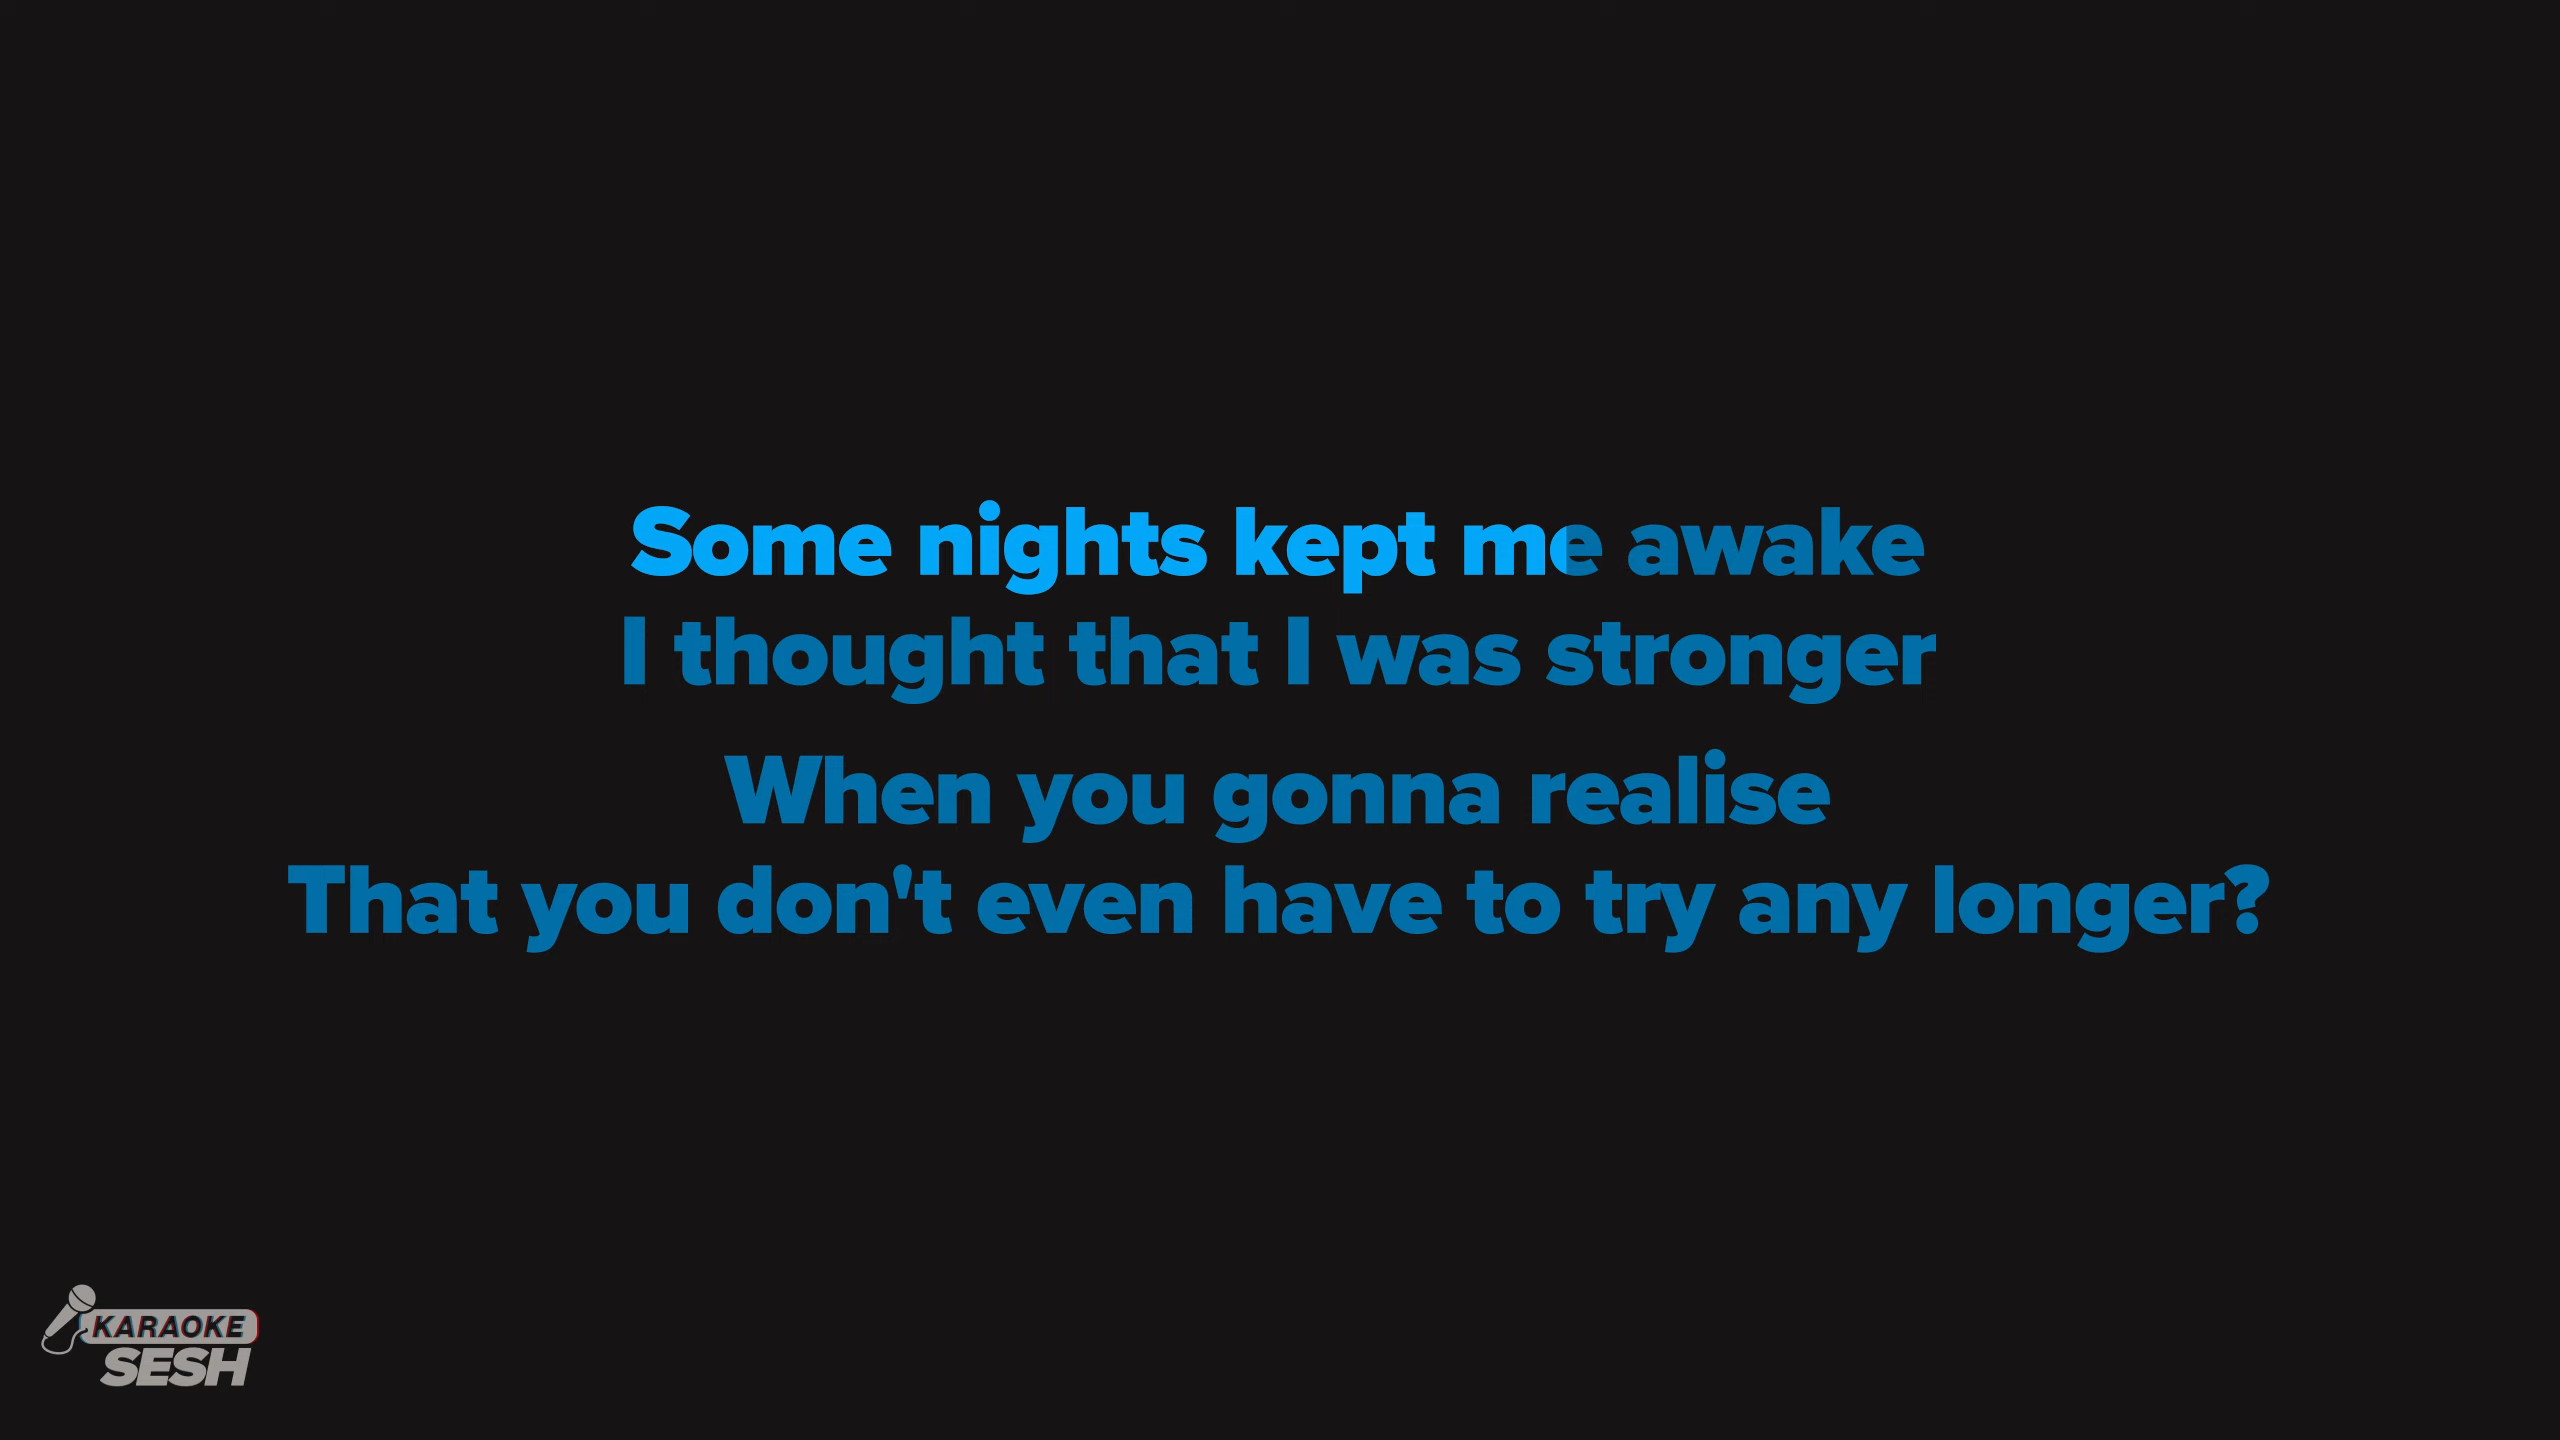 Some nights kept me awake
I thought that I was stronger
When you gonna realise
That you don't even have to try any longer?
KARAOKE
SESH